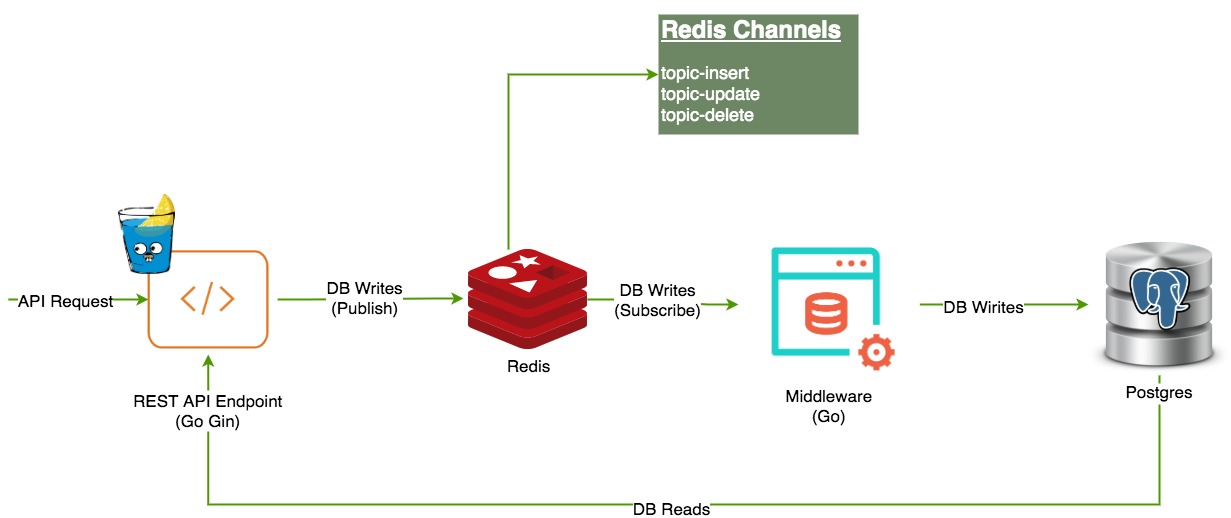 Redis Channels
topic-insert
topic-update
topic-delete
API Request
</>
DB Writes
(Publish)
Redis
DB Writes
(Subscribe)
Middleware
(Go)
DB Wirites
Postgres
REST API Endpoint
(Go Gin)
DB Reads